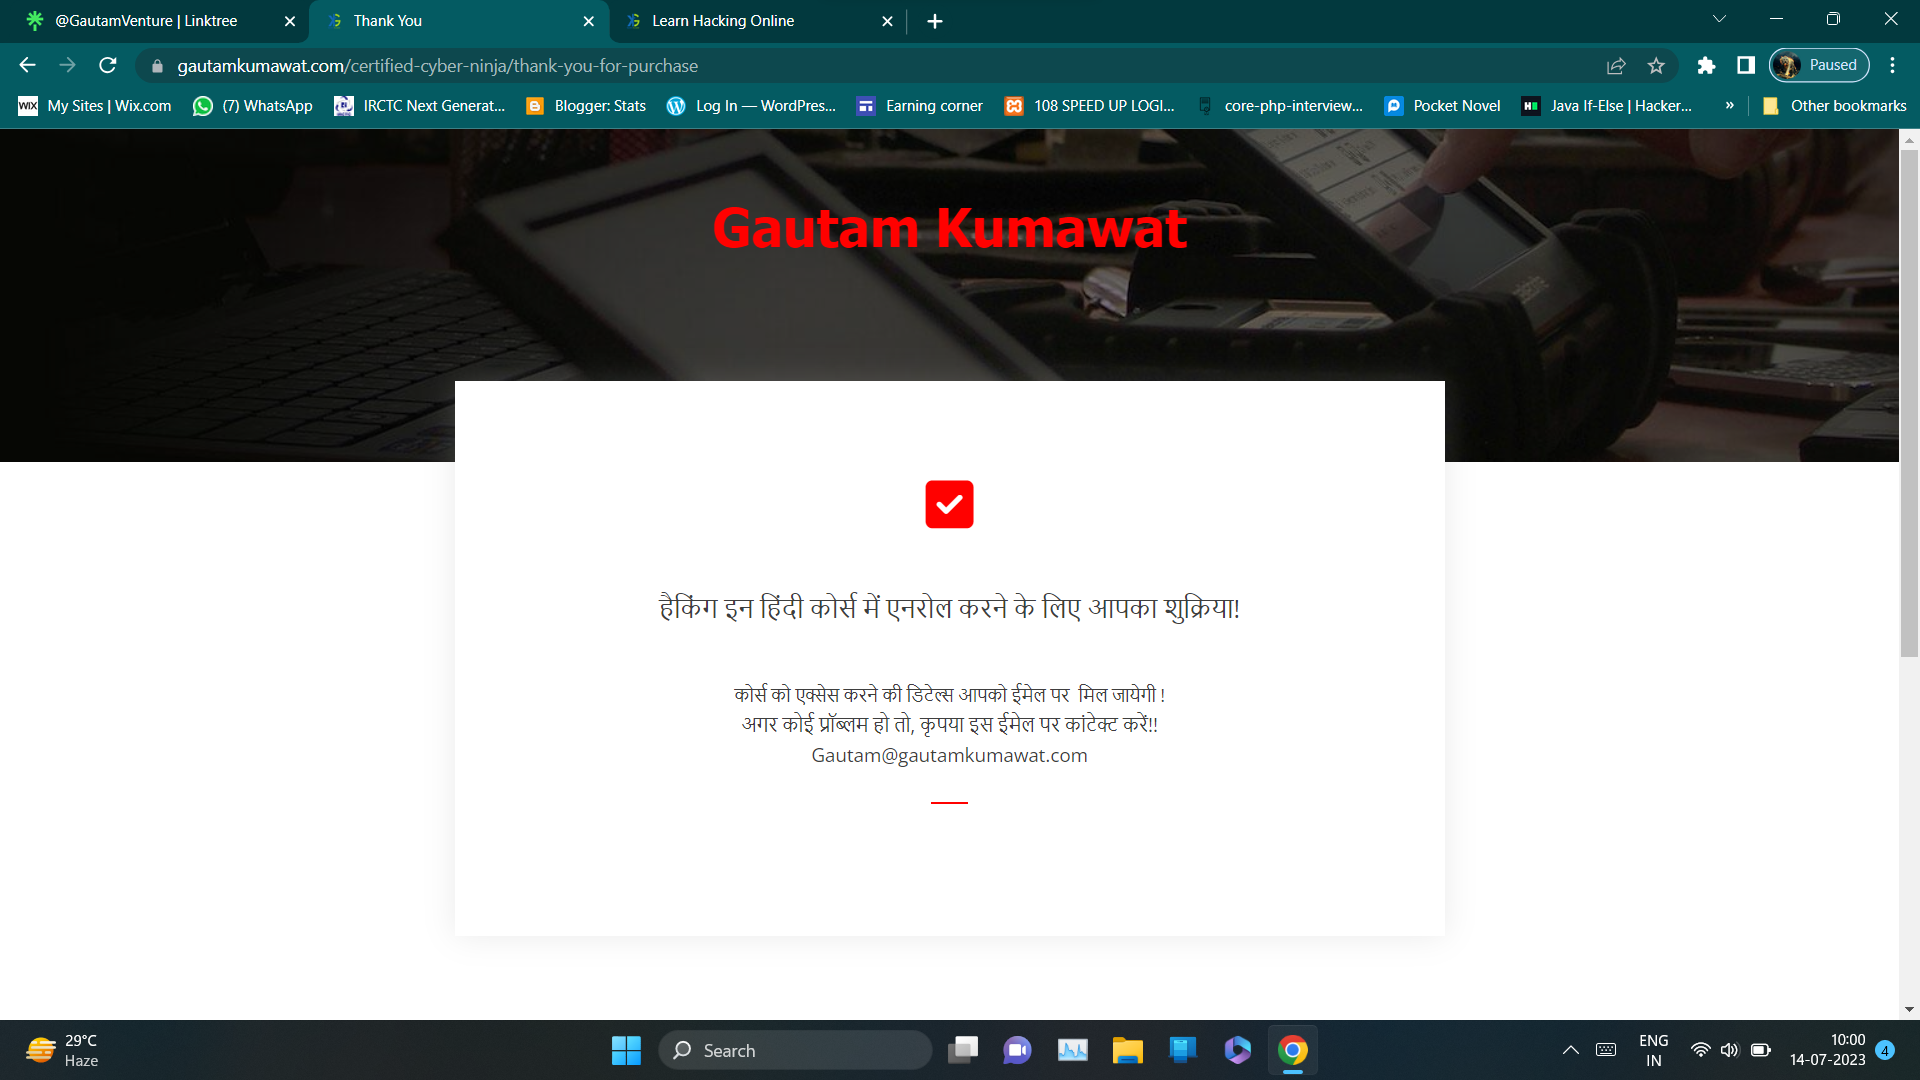 @GautamVenture | Linktree
Thank You
Learn Hacking Online
gautamkumawat.com/certified-cyber-ninja/thank-you-for-purchase
Paused
WIX My Sites | Wix.com
(7) WhatsApp
IRCTC Next Generat...
Blogger: Stats
Log In — WordPres...
Earning corner
108 SPEED UP LOGI...
core-php-interview...
Pocket Novel
Java If-Else | Hacker...
»
Other bookmarks
Gautam Kumawat
हैकिंग इन हिंदी कोर्स में एनरोल करने के लिए आपका शुक्रिया!
कोर्स को एक्सेस करने की डिटेल्स आपको ईमेल पर मिल जायेगी !
अगर कोई प्रॉब्लम हो तो, कृपया इस ईमेल पर कांटेक्ट करें!!
Gautam@gautamkumawat.com
29°C
Haze
Search
ENG
IN
10:00
14-07-2023
4